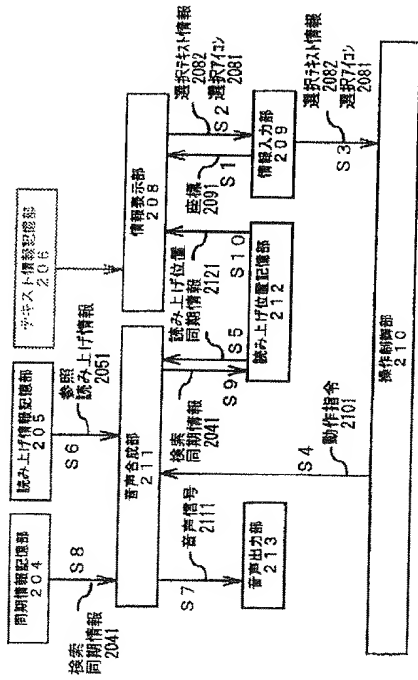 同期情報記憶部
204
読み上げ情報記憶部
205
テキスト情報記憶部
206
検索
同期情報
2041
S8
S6
参照
読み上げ情報
2051
音声合成部
211
情報表示部
208
S7
音声信号
2111
検索
同期情報
2041
S9
S5
読み上げ位置
同期情報
2121
S10
座標
2091
S1
S2
選択テキスト情報
2082
選択アイコン
2081
音声出力部
213
読み上げ位置記憶部
212
情報入力部
209
S4
動作指令
2101
S3
選択テキスト情報
2082
選択アイコン
2081
操作制御部
210